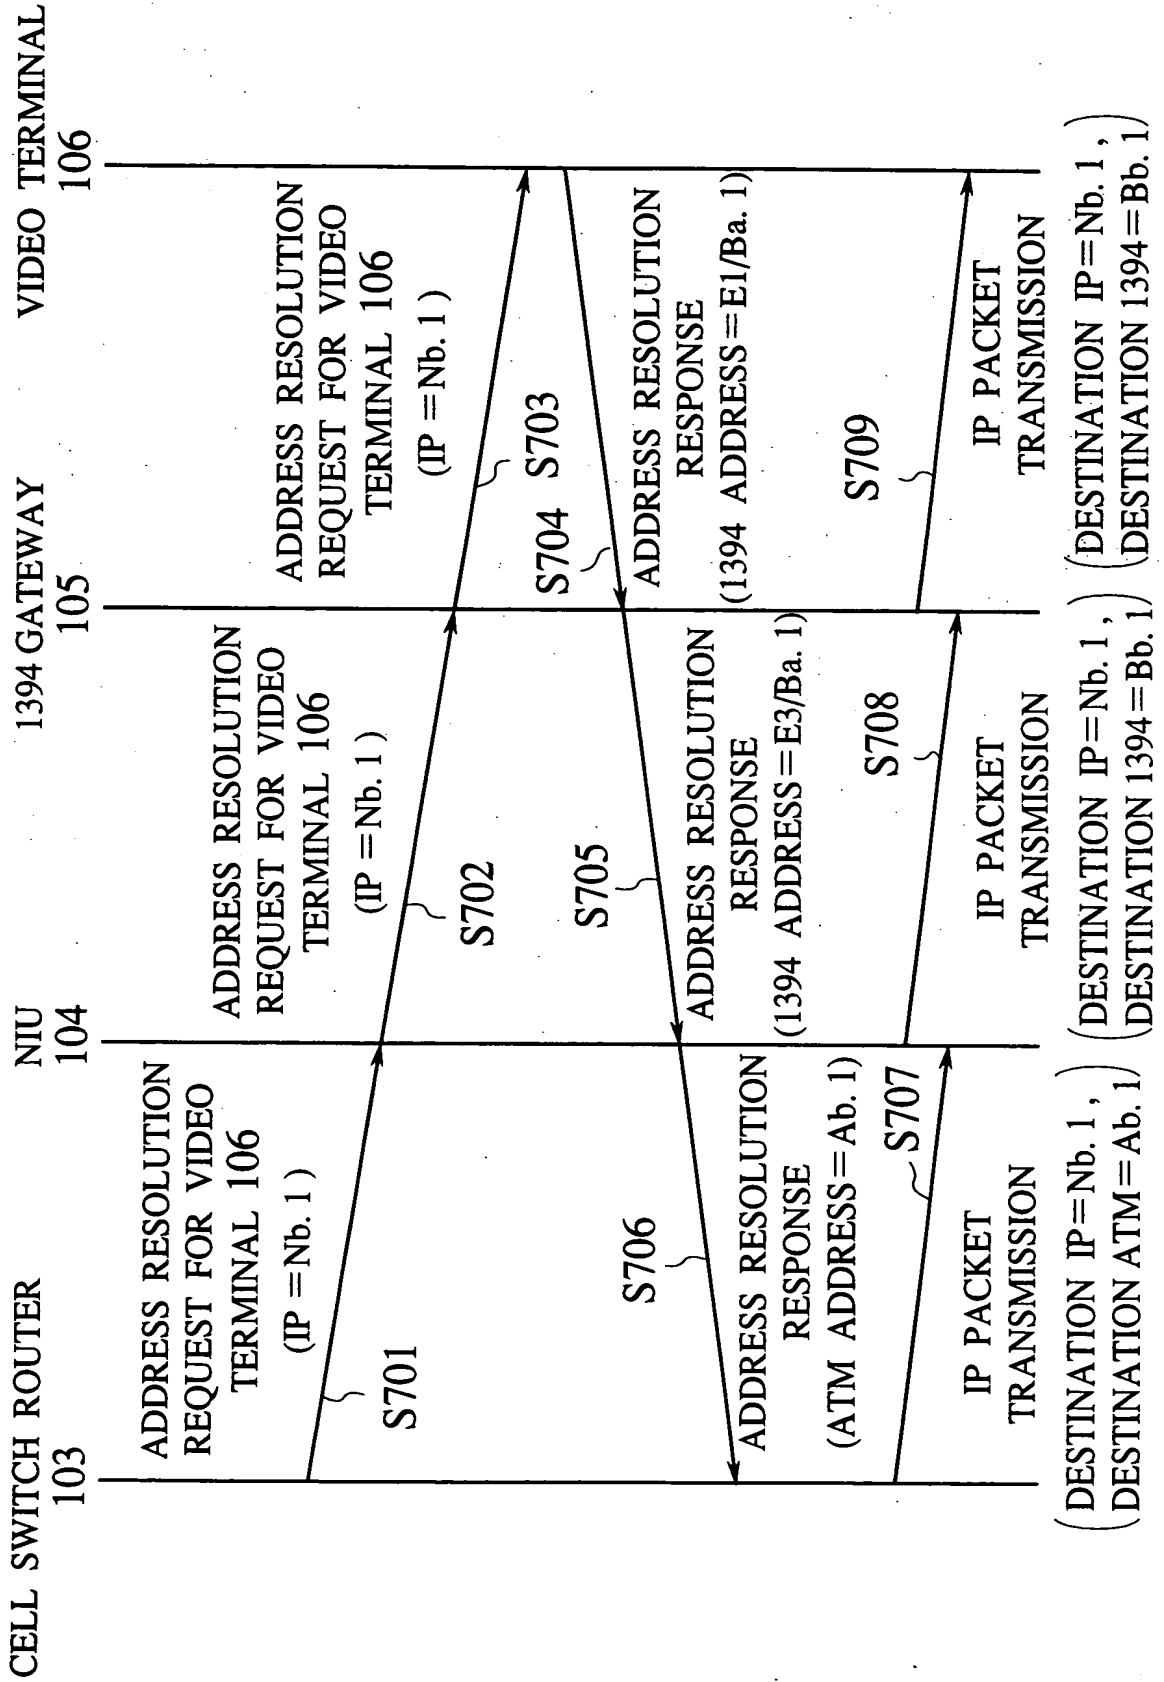 CELL SWITCH ROUTER
103
NIU
104
1394 GATEWAY
105
VIDEO TERMINAL
106
ADDRESS RESOLUTION
REQUEST FOR VIDEO
TERMINAL 106
(IP=Nb. 1)
S701
ADDRESS RESOLUTION
REQUEST FOR VIDEO
TERMINAL 106
(IP=Nb. 1)
S702
ADDRESS RESOLUTION
REQUEST FOR VIDEO
TERMINAL 106
(IP=Nb. 1)
S703
S704
ADDRESS RESOLUTION
RESPONSE
(1394 ADDRESS=E1/Ba. 1)
S705
ADDRESS RESOLUTION
RESPONSE
(1394 ADDRESS=E3/Ba. 1)
S706
ADDRESS RESOLUTION
RESPONSE
(ATM ADDRESS=Ab. 1)
S707
IP PACKET
TRANSMISSION
(DESTINATION IP=Nb. 1 ,
DESTINATION ATM=Ab. 1)
S708
IP PACKET
TRANSMISSION
(DESTINATION IP=Nb. 1 ,
DESTINATION 1394=Bb. 1)
S709
IP PACKET
TRANSMISSION
(DESTINATION IP=Nb. 1 ,
DESTINATION 1394=Bb. 1)